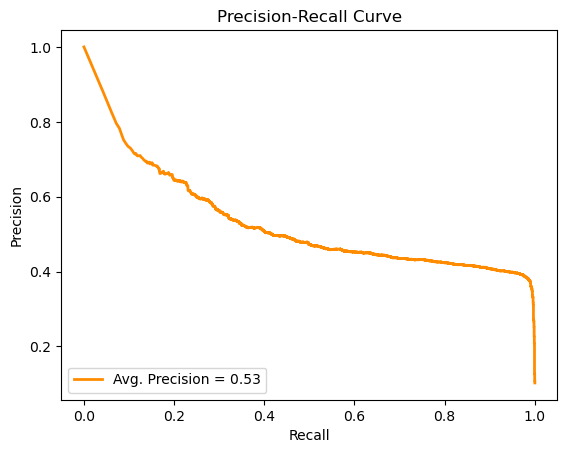 Precision-Recall Curve
1.0
0.8
0.6
0.4
0.2
Precision
Avg. Precision = 0.53
0.0 0.2 0.4 0.6 0.8 1.0
Recall